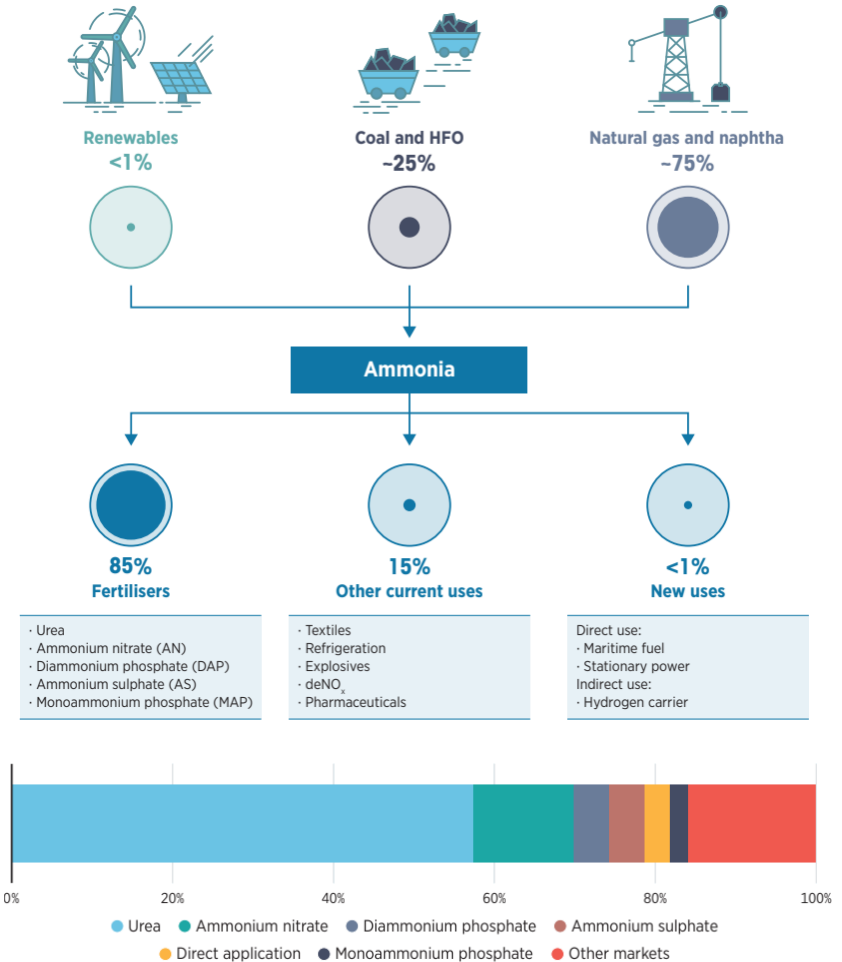 Renewables
<1%
Coal and HFO
~25%
Natural gas and naphtha
~75%
Ammonia
85%
Fertilisers
· Urea
· Ammonium nitrate (AN)
· Diammonium phosphate (DAP)
· Ammonium sulphate (AS)
· Monoammonium phosphate (MAP)
15%
Other current uses
· Textiles
· Refrigeration
· Explosives
· deNOx
· Pharmaceuticals
<1%
New uses
Direct use:
· Maritime fuel
· Stationary power
Indirect use:
· Hydrogen carrier
0% 20% 40% 60% 80% 100%
Urea Ammonium nitrate Diammonium phosphate Ammonium sulphate
Direct application Monoammonium phosphate Other markets